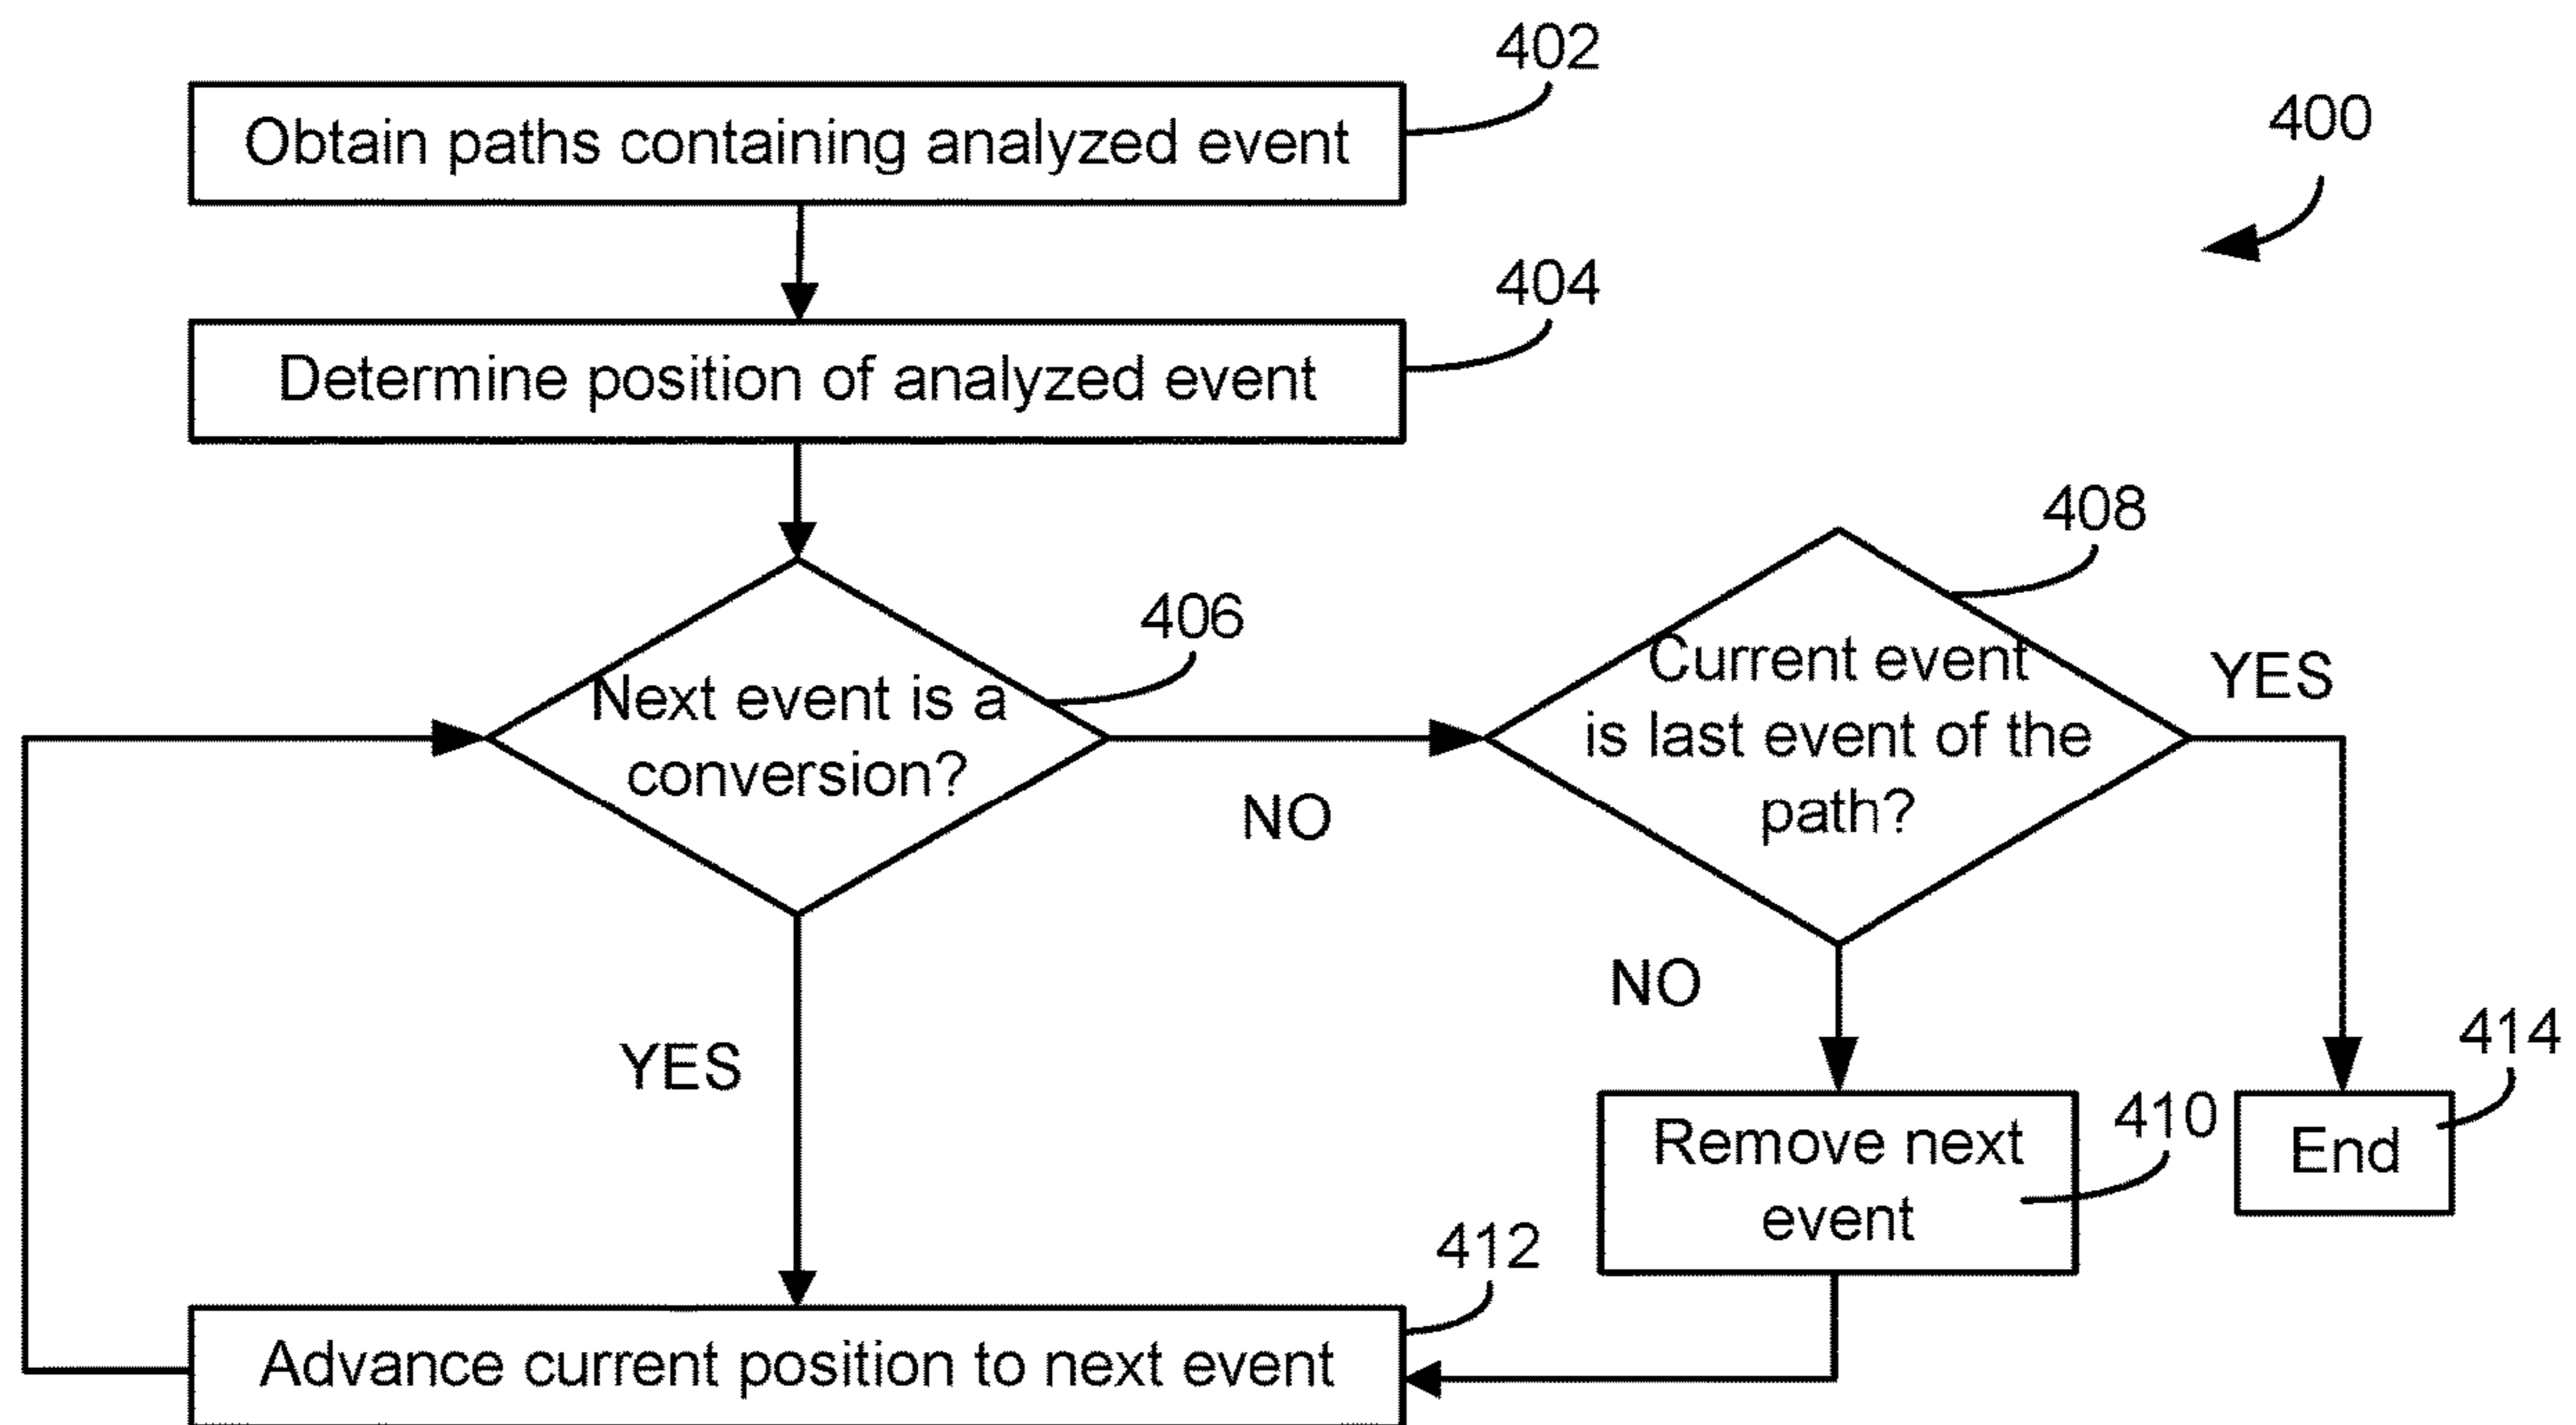 402
Obtain paths containing analyzed event
400
404
Determine position of analyzed event
408
406
Next event is a
conversion?
Current event
is last event of the
path?
YES
NO
NO
YES
414
410
Remove next
event
End
412
Advance current position to next event